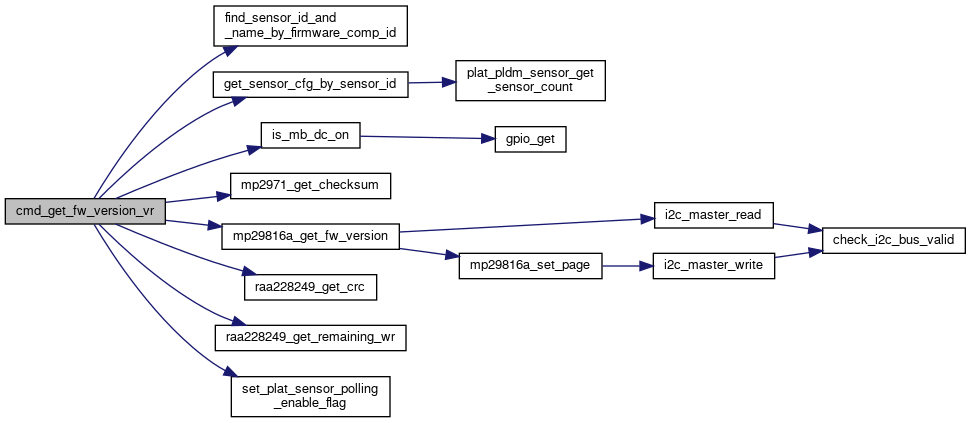 find_sensor_id_and
_name_by_firmware_comp_id
get_sensor_cfg_by_sensor_id
plat_pldm_sensor_get
_sensor_count
is_mb_dc_on
gpio_get
mp2971_get_checksum
cmd_get_fw_version_vr
mp29816a_get_fw_version
i2c_master_read
check_i2c_bus_valid
mp29816a_set_page
i2c_master_write
raa228249_get_crc
raa228249_get_remaining_wr
set_plat_sensor_polling
_enable_flag